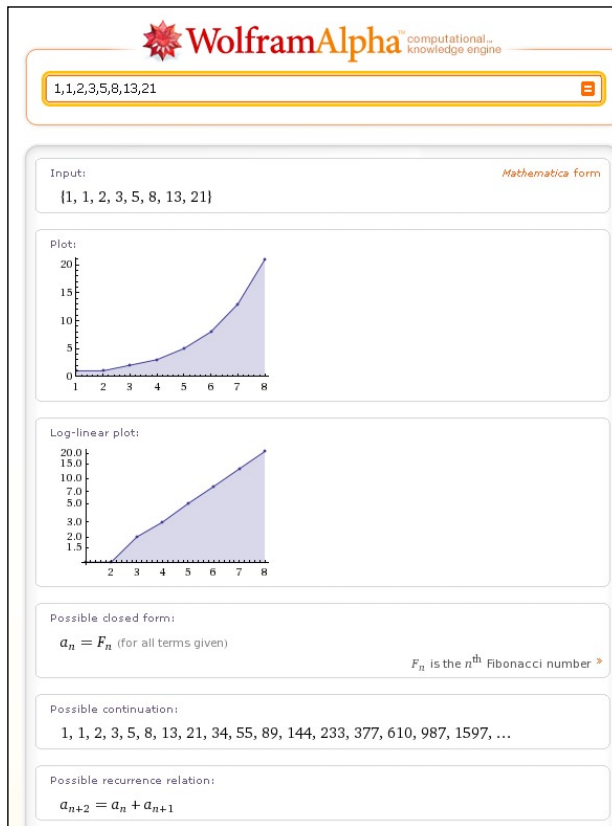 WolframAlpha™ computational...
knowledge engine
1,1,2,3,5,8,13,21
Input:
Mathematica form
{1, 1, 2, 3, 5, 8, 13, 21}
Plot:
20
15
10
5
0
1 2 3 4 5 6 7 8
Log-linear plot:
20.0
15.0
10.0
7.0
5.0
3.0
2.0
1.5
2 3 4 5 6 7 8
Possible closed form:
aₙ = Fₙ (for all terms given)
Fₙ is the nᵗʰ Fibonacci number »
Possible continuation:
1, 1, 2, 3, 5, 8, 13, 21, 34, 55, 89, 144, 233, 377, 610, 987, 1597, ...
Possible recurrence relation:
aₙ₊₂ = aₙ + aₙ₊₁